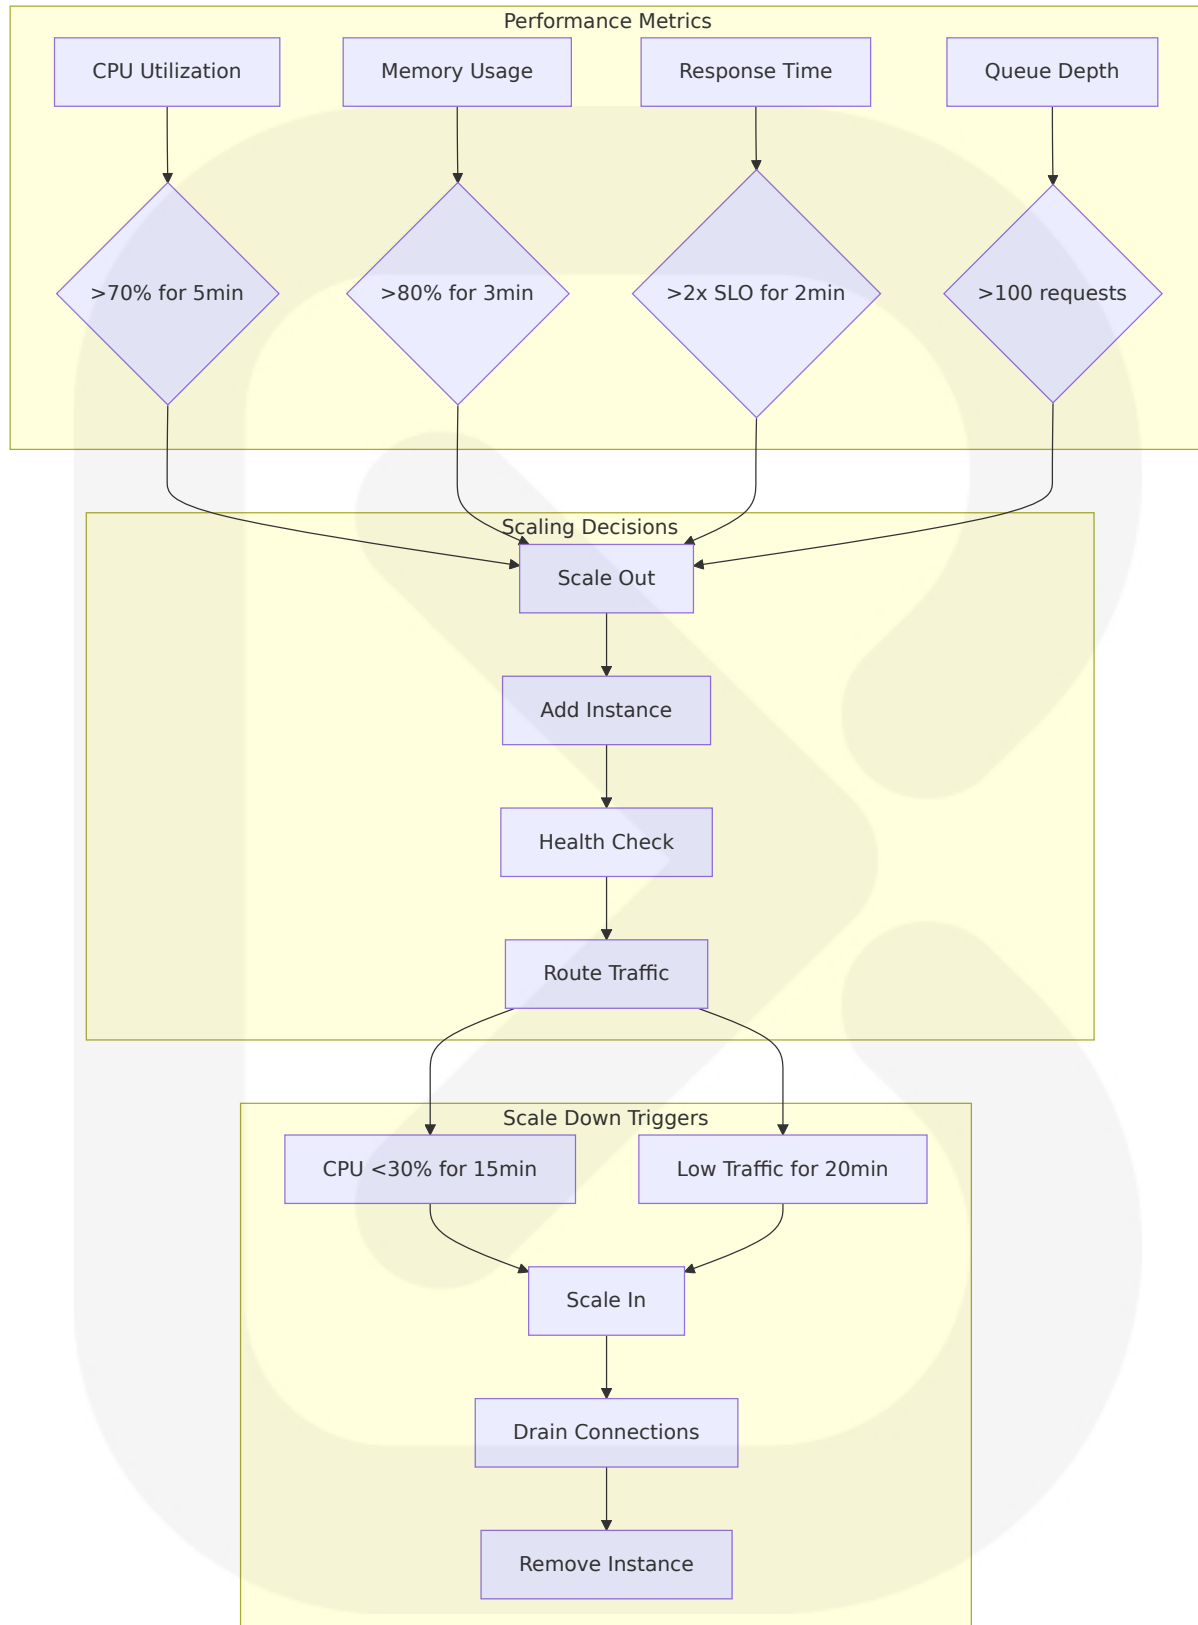 Performance Metrics
CPU Utilization
Memory Usage
Response Time
Queue Depth
>70% for 5min
>80% for 3min
>2x SLO for 2min
>100 requests
Scaling Decisions
Scale Out
Add Instance
Health Check
Route Traffic
Scale Down Triggers
CPU <30% for 15min
Low Traffic for 20min
Scale In
Drain Connections
Remove Instance